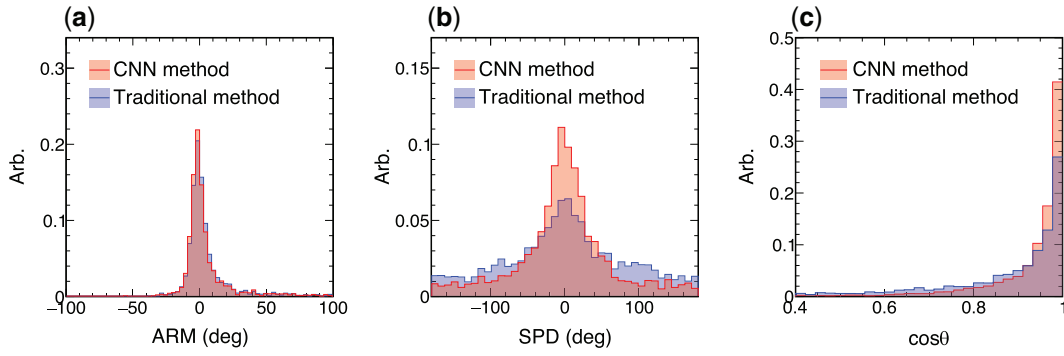 (a)
0.3
0.2
0.1
0
Arb.
CNN method
Traditional method
−100
−50
0
50
100
ARM (deg)
(b)
0.15
0.1
0.05
0
Arb.
CNN method
Traditional method
−100
0
100
SPD (deg)
(c)
0.5
0.4
0.3
0.2
0.1
0
Arb.
CNN method
Traditional method
0.4
0.6
0.8
1
cosθ